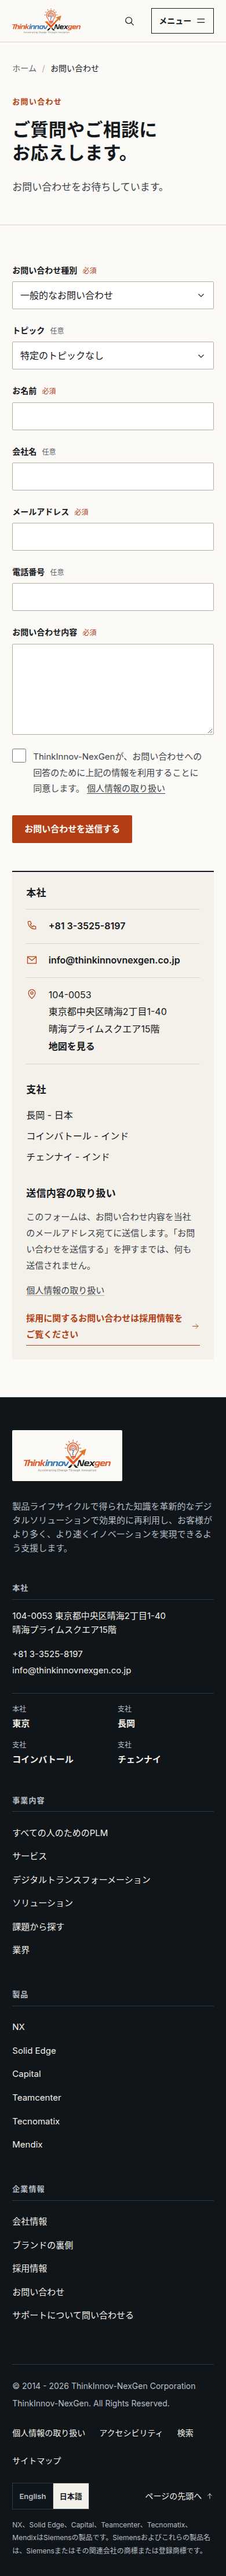 ThinkinnovXNexgen
メニュー
ホーム / お問い合わせ
お問い合わせ
ご質問やご相談に
お応えします。
お問い合わせをお待ちしています。
お問い合わせ種別 必須
一般的なお問い合わせ
トピック 任意
特定のトピックなし
お名前 必須
会社名 任意
メールアドレス 必須
電話番号 任意
お問い合わせ内容 必須
ThinkInnov-NexGenが、お問い合わせへの
回答のために上記の情報を利用することに
同意します。 個人情報の取り扱い
お問い合わせを送信する
本社
+81 3-3525-8197
info@thinkinnovnexgen.co.jp
104-0053
東京都中央区晴海2丁目1-40
晴海プライムスクエア15階
地図を見る
支社
長岡 - 日本
コインバトール - インド
チェンナイ - インド
送信内容の取り扱い
このフォームは、お問い合わせ内容を当社
のメールアドレス宛てに送信します。「お問
い合わせを送信する」を押すまでは、何も
送信されません。
個人情報の取り扱い
採用に関するお問い合わせは採用情報を
ご覧ください →
ThinkinnovXNexgen
製品ライフサイクルで得られた知識を革新的なデジ
タルソリューションで効果的に再利用し、お客様が
より多く、より速くイノベーションを実現できるよ
う支援します。
本社
104-0053 東京都中央区晴海2丁目1-40
晴海プライムスクエア15階
+81 3-3525-8197
info@thinkinnovnexgen.co.jp
本社 支社
東京 長岡
支社 支社
コインバトール チェンナイ
事業内容
すべての人のためのPLM
サービス
デジタルトランスフォーメーション
ソリューション
課題から探す
業界
製品
NX
Solid Edge
Capital
Teamcenter
Tecnomatix
Mendix
企業情報
会社情報
ブランドの裏側
採用情報
お問い合わせ
サポートについて問い合わせる
© 2014 - 2026 ThinkInnov-NexGen Corporation
ThinkInnov-NexGen. All Rights Reserved.
個人情報の取り扱い アクセシビリティ 検索
サイトマップ
English 日本語 ページの先頭へ ↑
NX、Solid Edge、Capital、Teamcenter、Tecnomatix、
MendixはSiemensの製品です。Siemensおよびこれらの製品名
は、Siemensまたはその関連会社の商標または登録商標です。